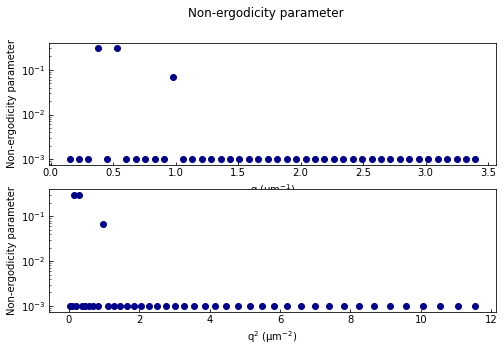 Non-ergodicity parameter
Non-ergodicity parameter
10⁻¹
10⁻²
10⁻³
0.0 0.5 1.0 1.5 2.0 2.5 3.0 3.5
q (μm⁻¹)
Non-ergodicity parameter
10⁻¹
10⁻²
10⁻³
0 2 4 6 8 10 12
q² (μm⁻²)